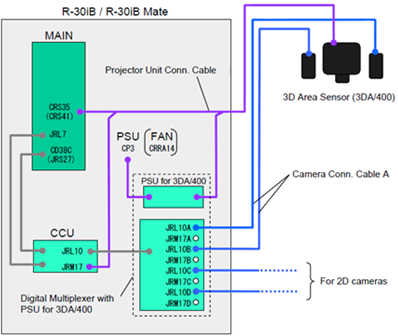 R-30iB / R-30iB Mate
MAIN
Projector Unit Conn. Cable
3D Area Sensor (3DA/400)
CRS35
(CRS41)
JRL7
CD38C
(JRS27)
PSU (FAN)
CP3 CRRA14
PSU for 3DA/400
Camera Conn. Cable A
CCU
JRL10
JRM17
JRL10A
JRM17A
JRL10B
JRM17B
JRL10C
JRM17C
JRL10D
JRM17D
For 2D cameras
Digital Multiplexer with
PSU for 3DA/400